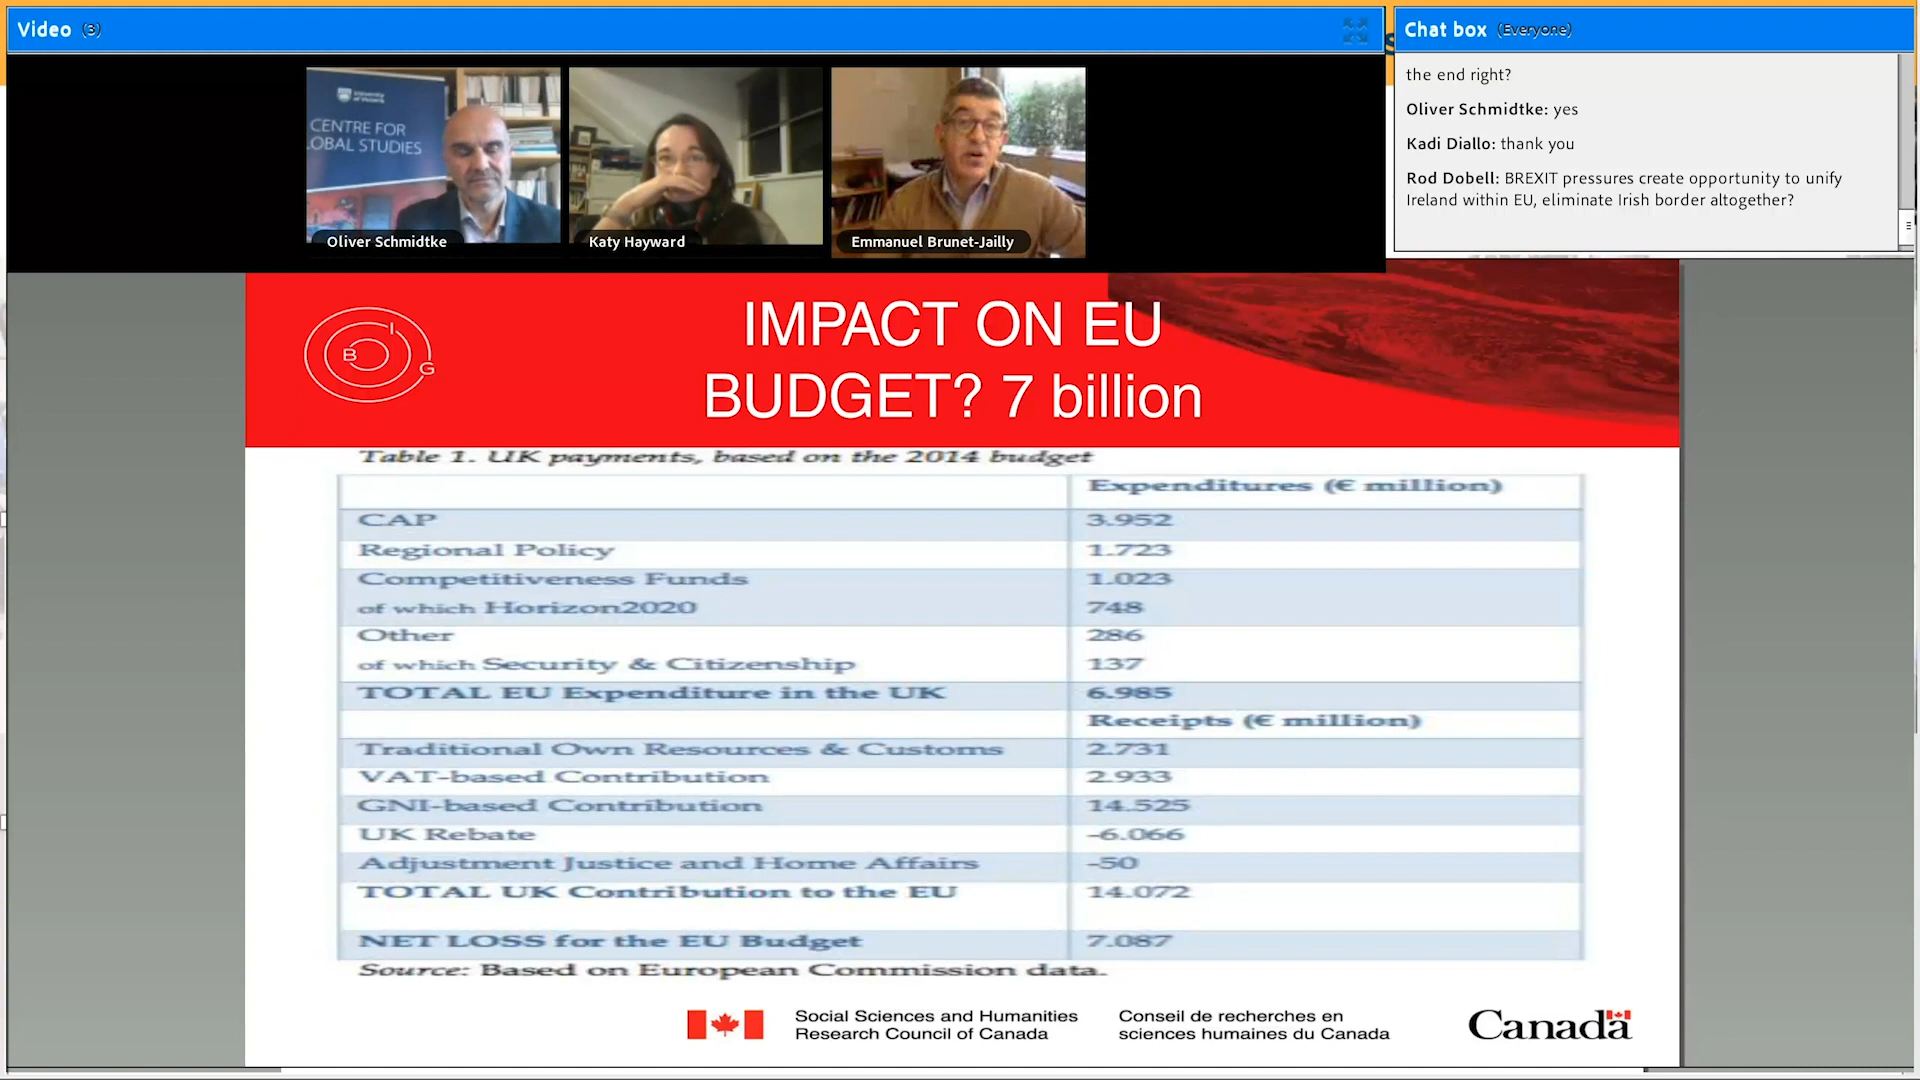 Video (3)
Chat box (Everyone)
the end right?
Oliver Schmidtke: yes
Kadi Diallo: thank you
Rod Dobell: BREXIT pressures create opportunity to unify
Ireland within EU, eliminate Irish border altogether?
University
of Victoria
CENTRE FOR
OBAL STUDIES
Oliver Schmidtke
Katy Hayward
Emmanuel Brunet-Jailly
B I G
IMPACT ON EU
BUDGET? 7 billion
Table 1. UK payments, based on the 2014 budget
Expenditures (€ million)
CAP 3.952
Regional Policy 1.723
Competitiveness Funds 1.023
of which Horizon2020 748
Other 286
of which Security & Citizenship 137
TOTAL EU Expenditure in the UK 6.985
Receipts (€ million)
Traditional Own Resources & Customs 2.731
VAT-based Contribution 2.933
GNI-based Contribution 14.525
UK Rebate -6.066
Adjustment Justice and Home Affairs -50
TOTAL UK Contribution to the EU 14.072
NET LOSS for the EU Budget 7.087
Source: Based on European Commission data.
Social Sciences and Humanities
Research Council of Canada
Conseil de recherches en
sciences humaines du Canada
Canada